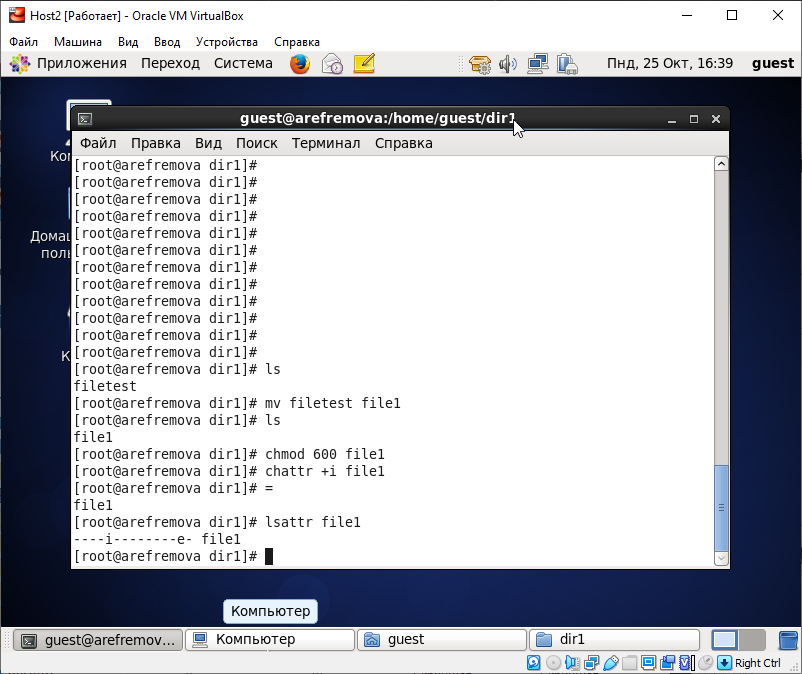 Host2 [Работает] - Oracle VM VirtualBox
Файл Машина Вид Ввод Устройства Справка
Приложения Переход Система Пнд, 25 Окт, 16:39 guest
guest@arefremova:/home/guest/dir1
Файл Правка Вид Поиск Терминал Справка
[root@arefremova dir1]#
[root@arefremova dir1]#
[root@arefremova dir1]#
[root@arefremova dir1]#
[root@arefremova dir1]#
[root@arefremova dir1]#
[root@arefremova dir1]#
[root@arefremova dir1]#
[root@arefremova dir1]#
[root@arefremova dir1]#
[root@arefremova dir1]#
[root@arefremova dir1]#
[root@arefremova dir1]# ls
filetest
[root@arefremova dir1]# mv filetest file1
[root@arefremova dir1]# ls
file1
[root@arefremova dir1]# chmod 600 file1
[root@arefremova dir1]# chattr +i file1
[root@arefremova dir1]# =
file1
[root@arefremova dir1]# lsattr file1
----i--------e- file1
[root@arefremova dir1]#
Компьютер
guest@arefremov... Компьютер guest dir1
Right Ctrl